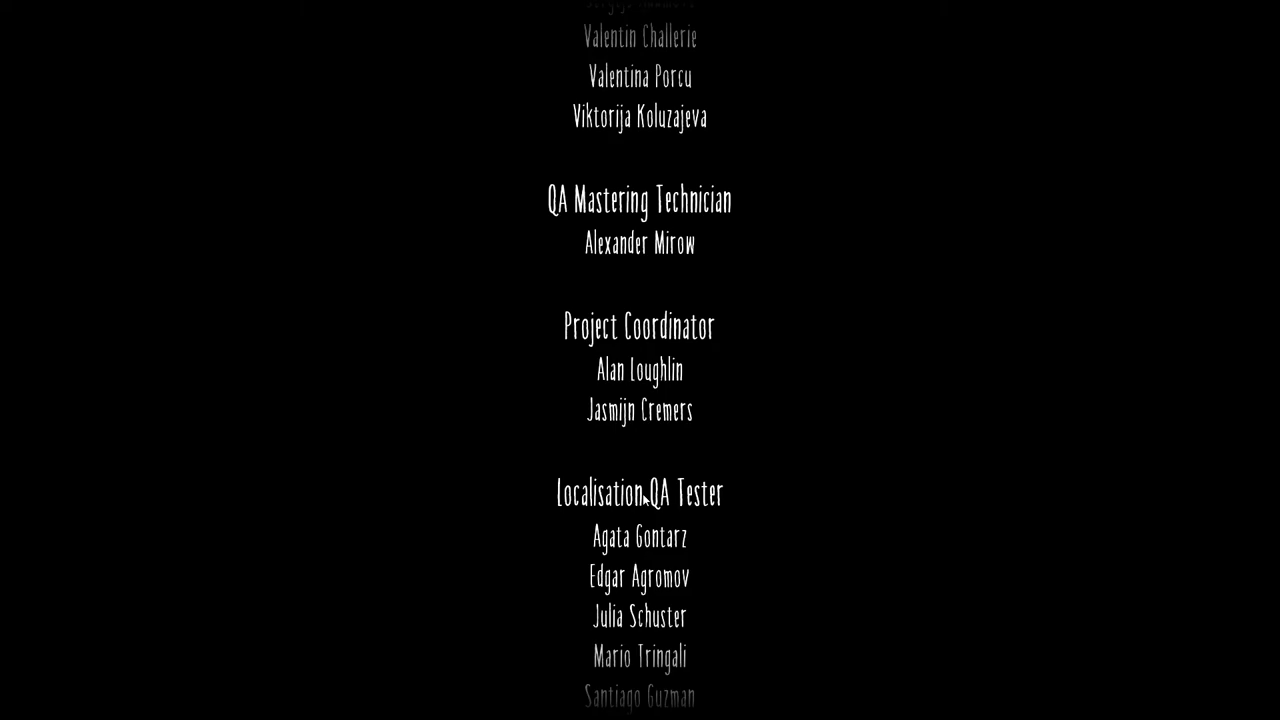 Valentin Challerie
Valentina Porcu
Viktorija Koluzajeva
QA Mastering Technician
Alexander Mirow
Project Coordinator
Alan Loughlin
Jasmijn Cremers
Localisation QA Tester
Agata Gontarz
Edgar Agromov
Julia Schuster
Mario Tringali
Santiago Guzman